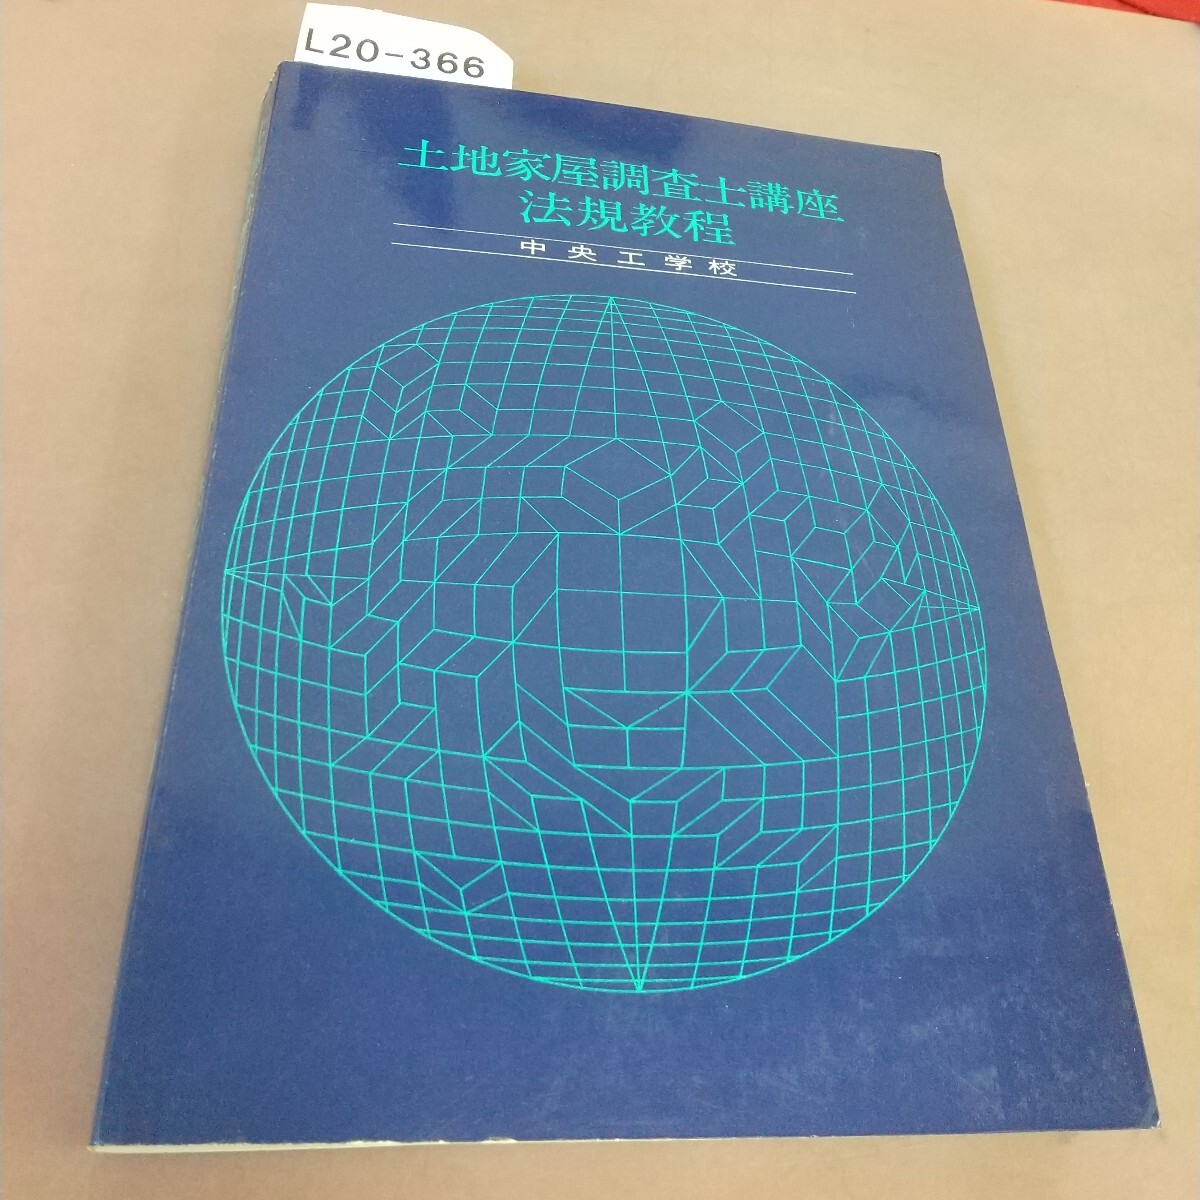 L20-366
土地家屋調査士講座
法規教程
中央工学校